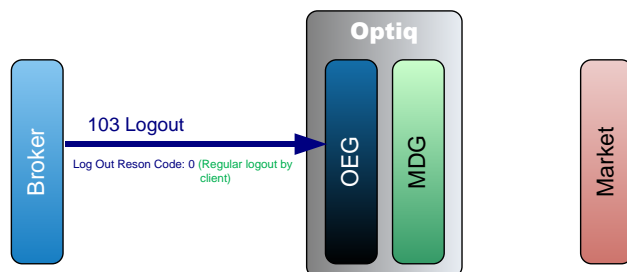 Optiq
Broker
103 Logout
Log Out Reson Code: 0 (Regular logout by
client)
OEG
MDG
Market